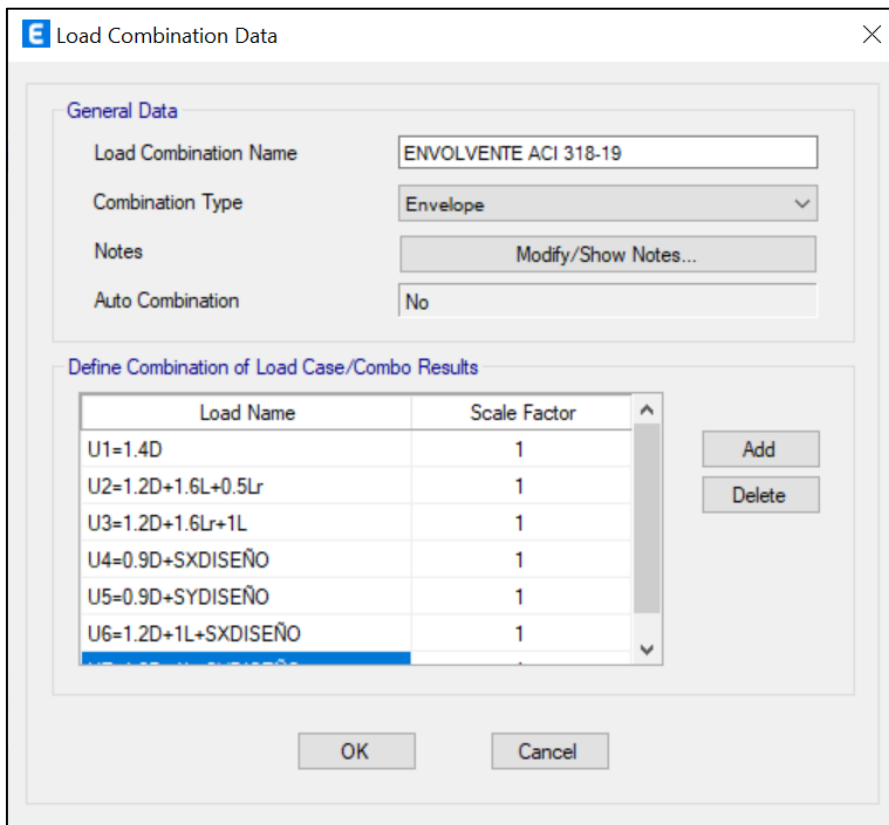 E Load Combination Data
General Data
Load Combination Name ENVOLVENTE ACI 318-19
Combination Type Envelope
Notes Modify/Show Notes...
Auto Combination No
Define Combination of Load Case/Combo Results
Load Name Scale Factor
U1=1.4D 1
U2=1.2D+1.6L+0.5Lr 1
U3=1.2D+1.6Lr+1L 1
U4=0.9D+SXDISEÑO 1
U5=0.9D+SYDISEÑO 1
U6=1.2D+1L+SXDISEÑO 1
Add
Delete
OK Cancel